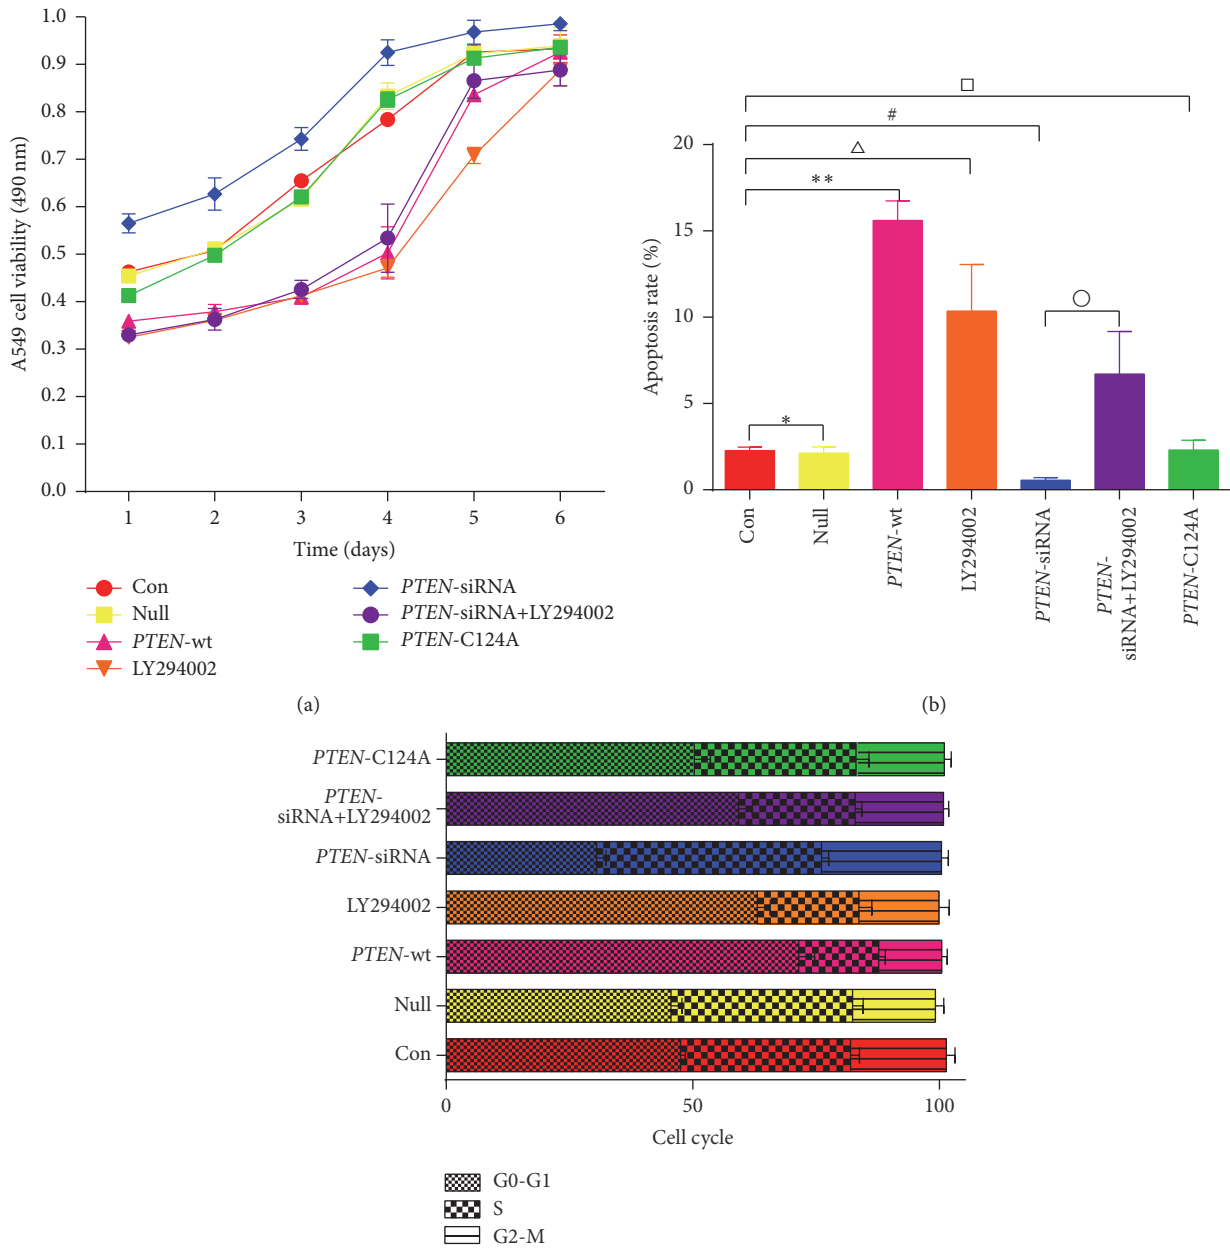 1.0
0.9
0.8
0.7
0.6
0.5
0.4
0.3
0.2
0.1
0.0
A549 cell viability (490 nm)
1 2 3 4 5 6
Time (days)
Con
Null
PTEN-wt
LY294002
PTEN-siRNA
PTEN-siRNA+LY294002
PTEN-C124A
(a)
□
#
△
**
○
*
20
15
10
5
0
Apoptosis rate (%)
Con
Null
PTEN-wt
LY294002
PTEN-siRNA
PTEN-
siRNA+LY294002
PTEN-C124A
(b)
PTEN-C124A
PTEN-
siRNA+LY294002
PTEN-siRNA
LY294002
PTEN-wt
Null
Con
0 50 100
Cell cycle
G0-G1
S
G2-M